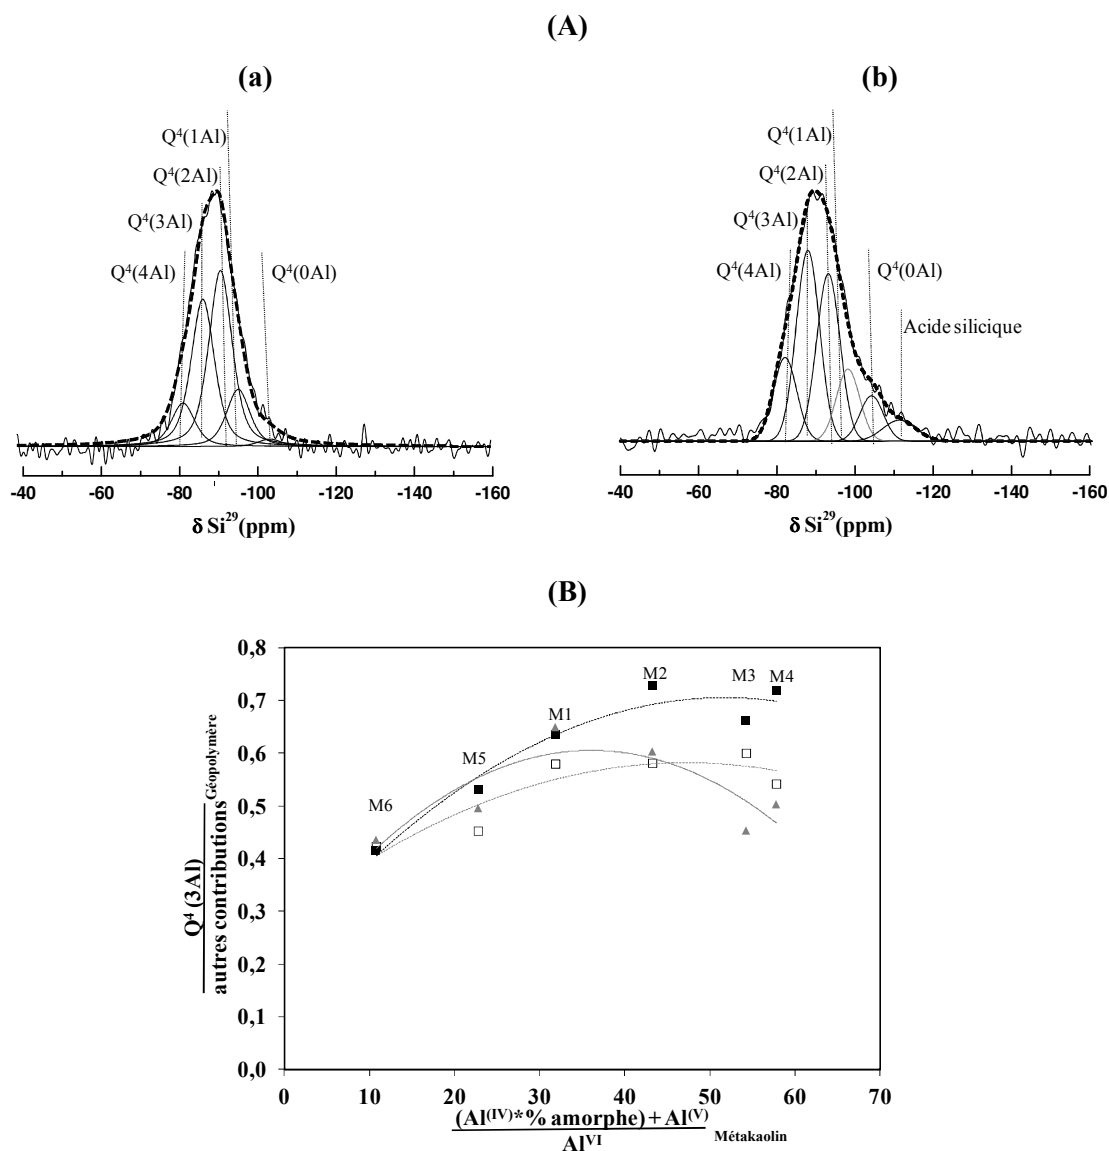 (A)
(a)
(b)
Q⁴(1Al)
Q⁴(2Al)
Q⁴(3Al)
Q⁴(4Al)
Q⁴(0Al)
-40 -60 -80 -100 -120 -140 -160
δ Si²⁹(ppm)
Q⁴(1Al)
Q⁴(2Al)
Q⁴(3Al)
Q⁴(4Al)
Q⁴(0Al)
Acide silicique
-40 -60 -80 -100 -120 -140 -160
δ Si²⁹(ppm)
(B)
Q⁴ (3Al)
autres contributions Géopolymère
0,8
0,7
0,6
0,5
0,4
0,3
0,2
0,1
0,0
M6
M5
M1
M2
M3
M4
0 10 20 30 40 50 60 70
(Al⁽ᴵⱽ⁾*% amorphe) + Al⁽ⱽ⁾
Alⱽᴵ Métakaolin